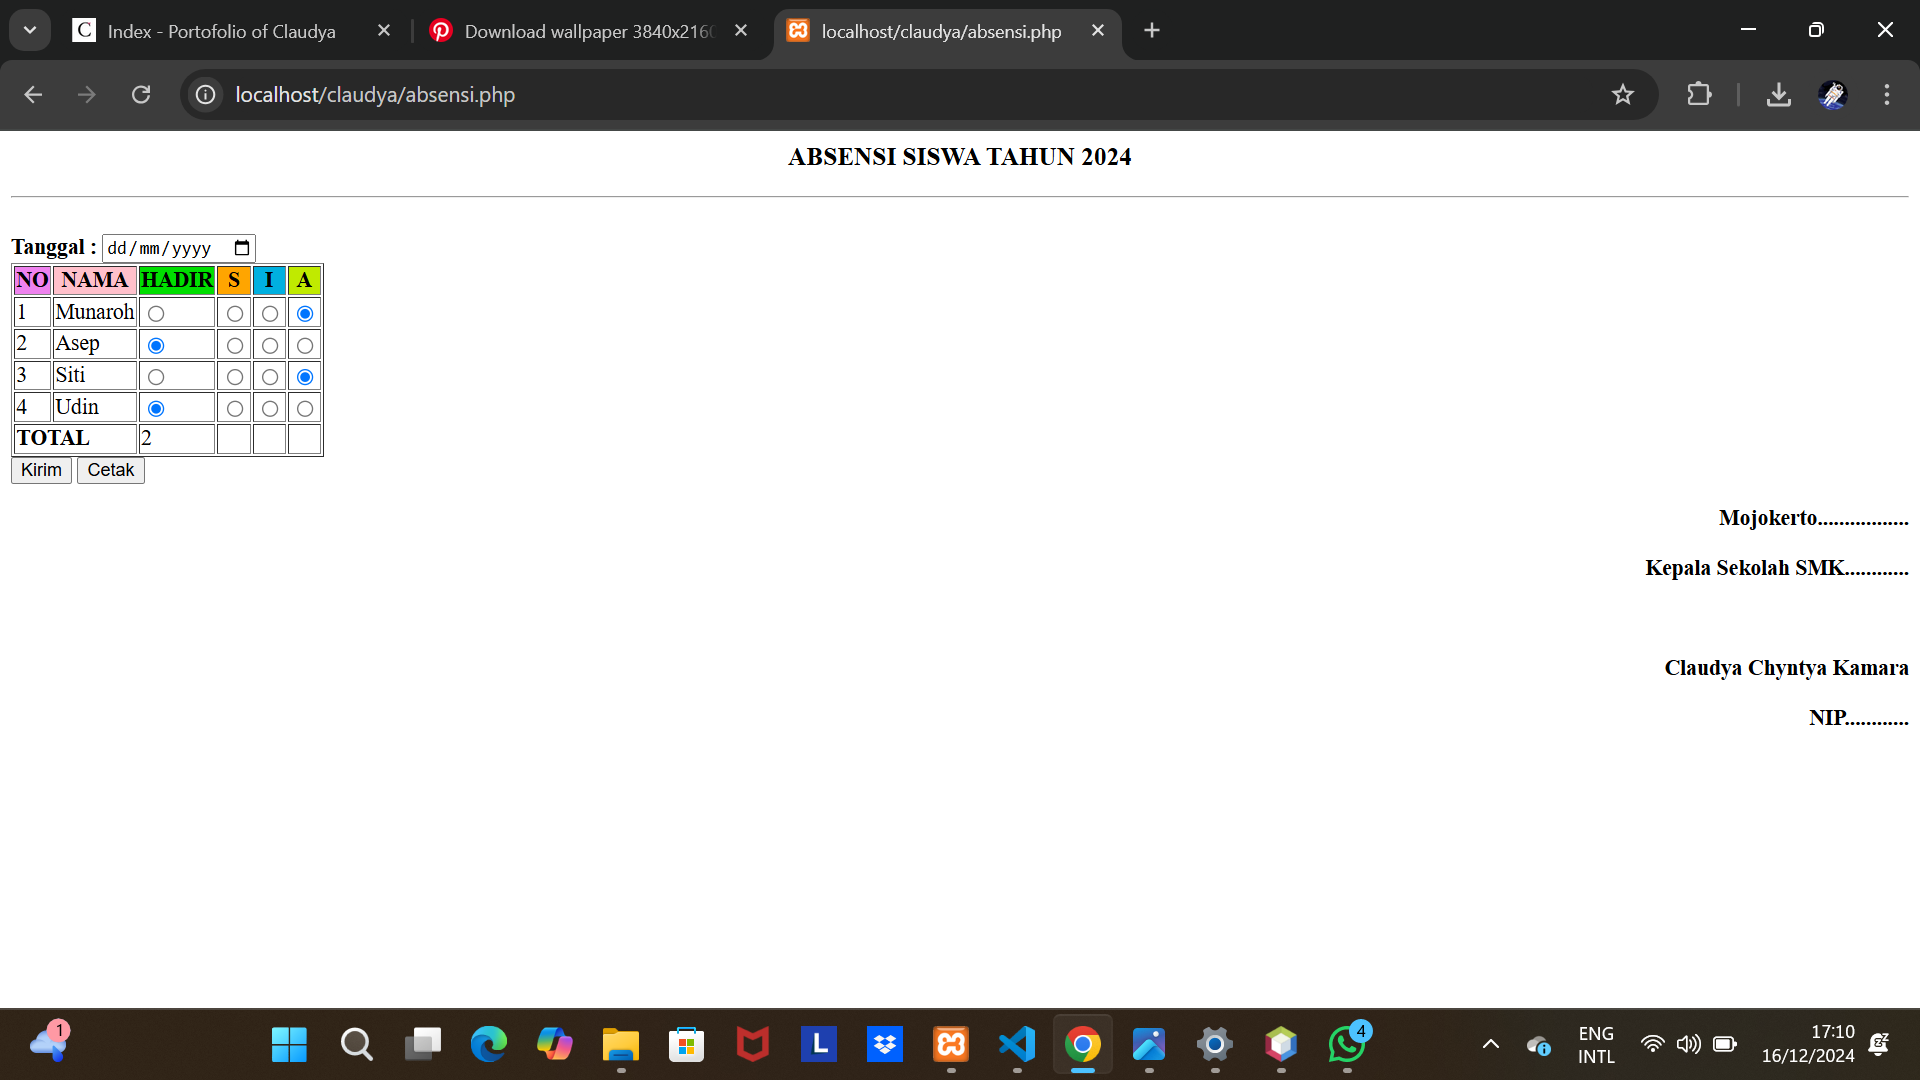 Index - Portofolio of Claudya
Download wallpaper 3840x2160
localhost/claudya/absensi.php
localhost/claudya/absensi.php
ABSENSI SISWA TAHUN 2024
Tanggal : dd/mm/yyyy
NO NAMA HADIR S I A
1 Munaroh
2 Asep
3 Siti
4 Udin
TOTAL 2
Kirim Cetak
Mojokerto.................
Kepala Sekolah SMK............
Claudya Chyntya Kamara
NIP............
1
L
4
ENG
INTL
17:10
16/12/2024